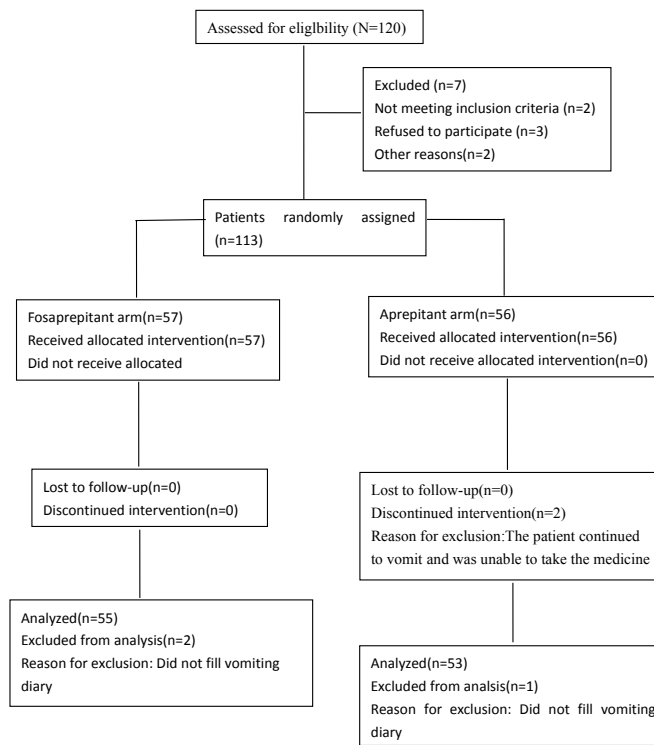 Assessed for eliglbility (N=120)
Excluded (n=7)
Not meeting inclusion criteria (n=2)
Refused to participate (n=3)
Other reasons(n=2)
Patients randomly assigned
(n=113)
Fosaprepitant arm(n=57)
Received allocated intervention(n=57)
Did not receive allocated
Aprepitant arm(n=56)
Received allocated intervention(n=56)
Did not receive allocated intervention(n=0)
Lost to follow-up(n=0)
Discontinued intervention(n=0)
Lost to follow-up(n=0)
Discontinued intervention(n=2)
Reason for exclusion:The patient continued
to vomit and was unable to take the medicine
Analyzed(n=55)
Excluded from analysis(n=2)
Reason for exclusion: Did not fill vomiting
diary
Analyzed(n=53)
Excluded from analsis(n=1)
Reason for exclusion: Did not fill vomiting
diary